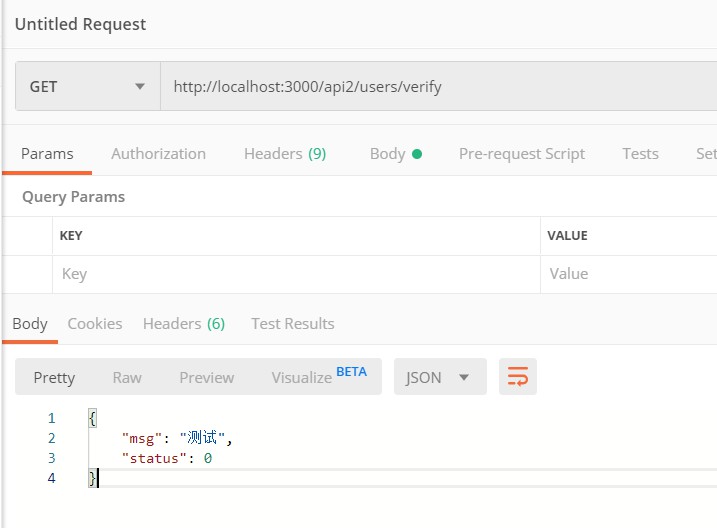 Untitled Request
GET http://localhost:3000/api2/users/verify
Params Authorization Headers (9) Body Pre-request Script Tests
Query Params
KEY VALUE
Key Value
Body Cookies Headers (6) Test Results
Pretty Raw Preview Visualize BETA JSON
1 {
2 "msg": "测试",
3 "status": 0
4 }